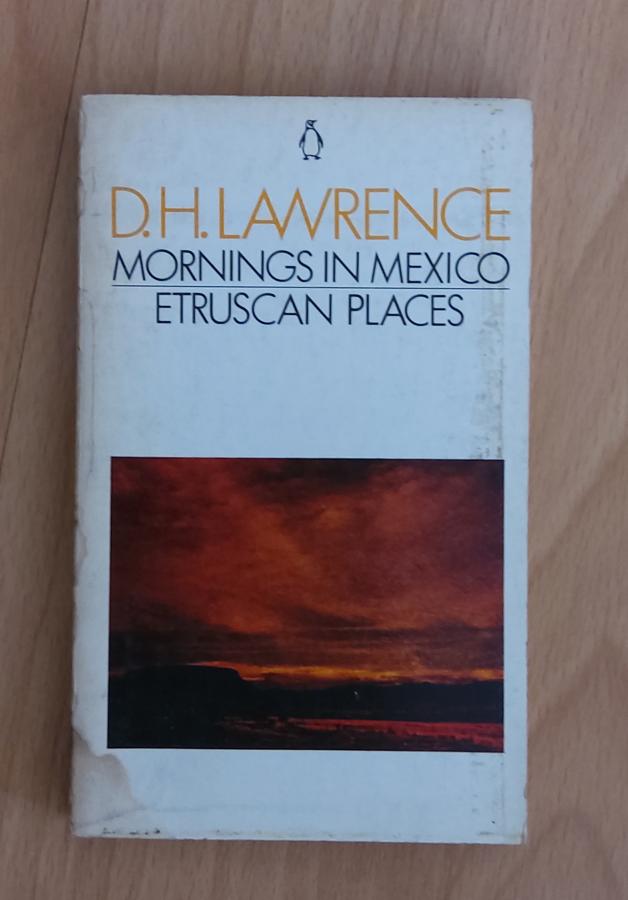 D.H. LAWRENCE
MORNINGS IN MEXICO
ETRUSCAN PLACES